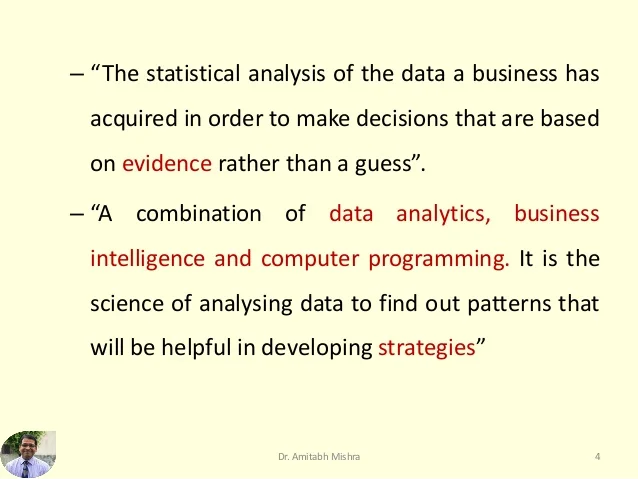 – “The statistical analysis of the data a business has
acquired in order to make decisions that are based
on evidence rather than a guess”.
– “A combination of data analytics, business
intelligence and computer programming. It is the
science of analysing data to find out patterns that
will be helpful in developing strategies”
Dr. Amitabh Mishra 4